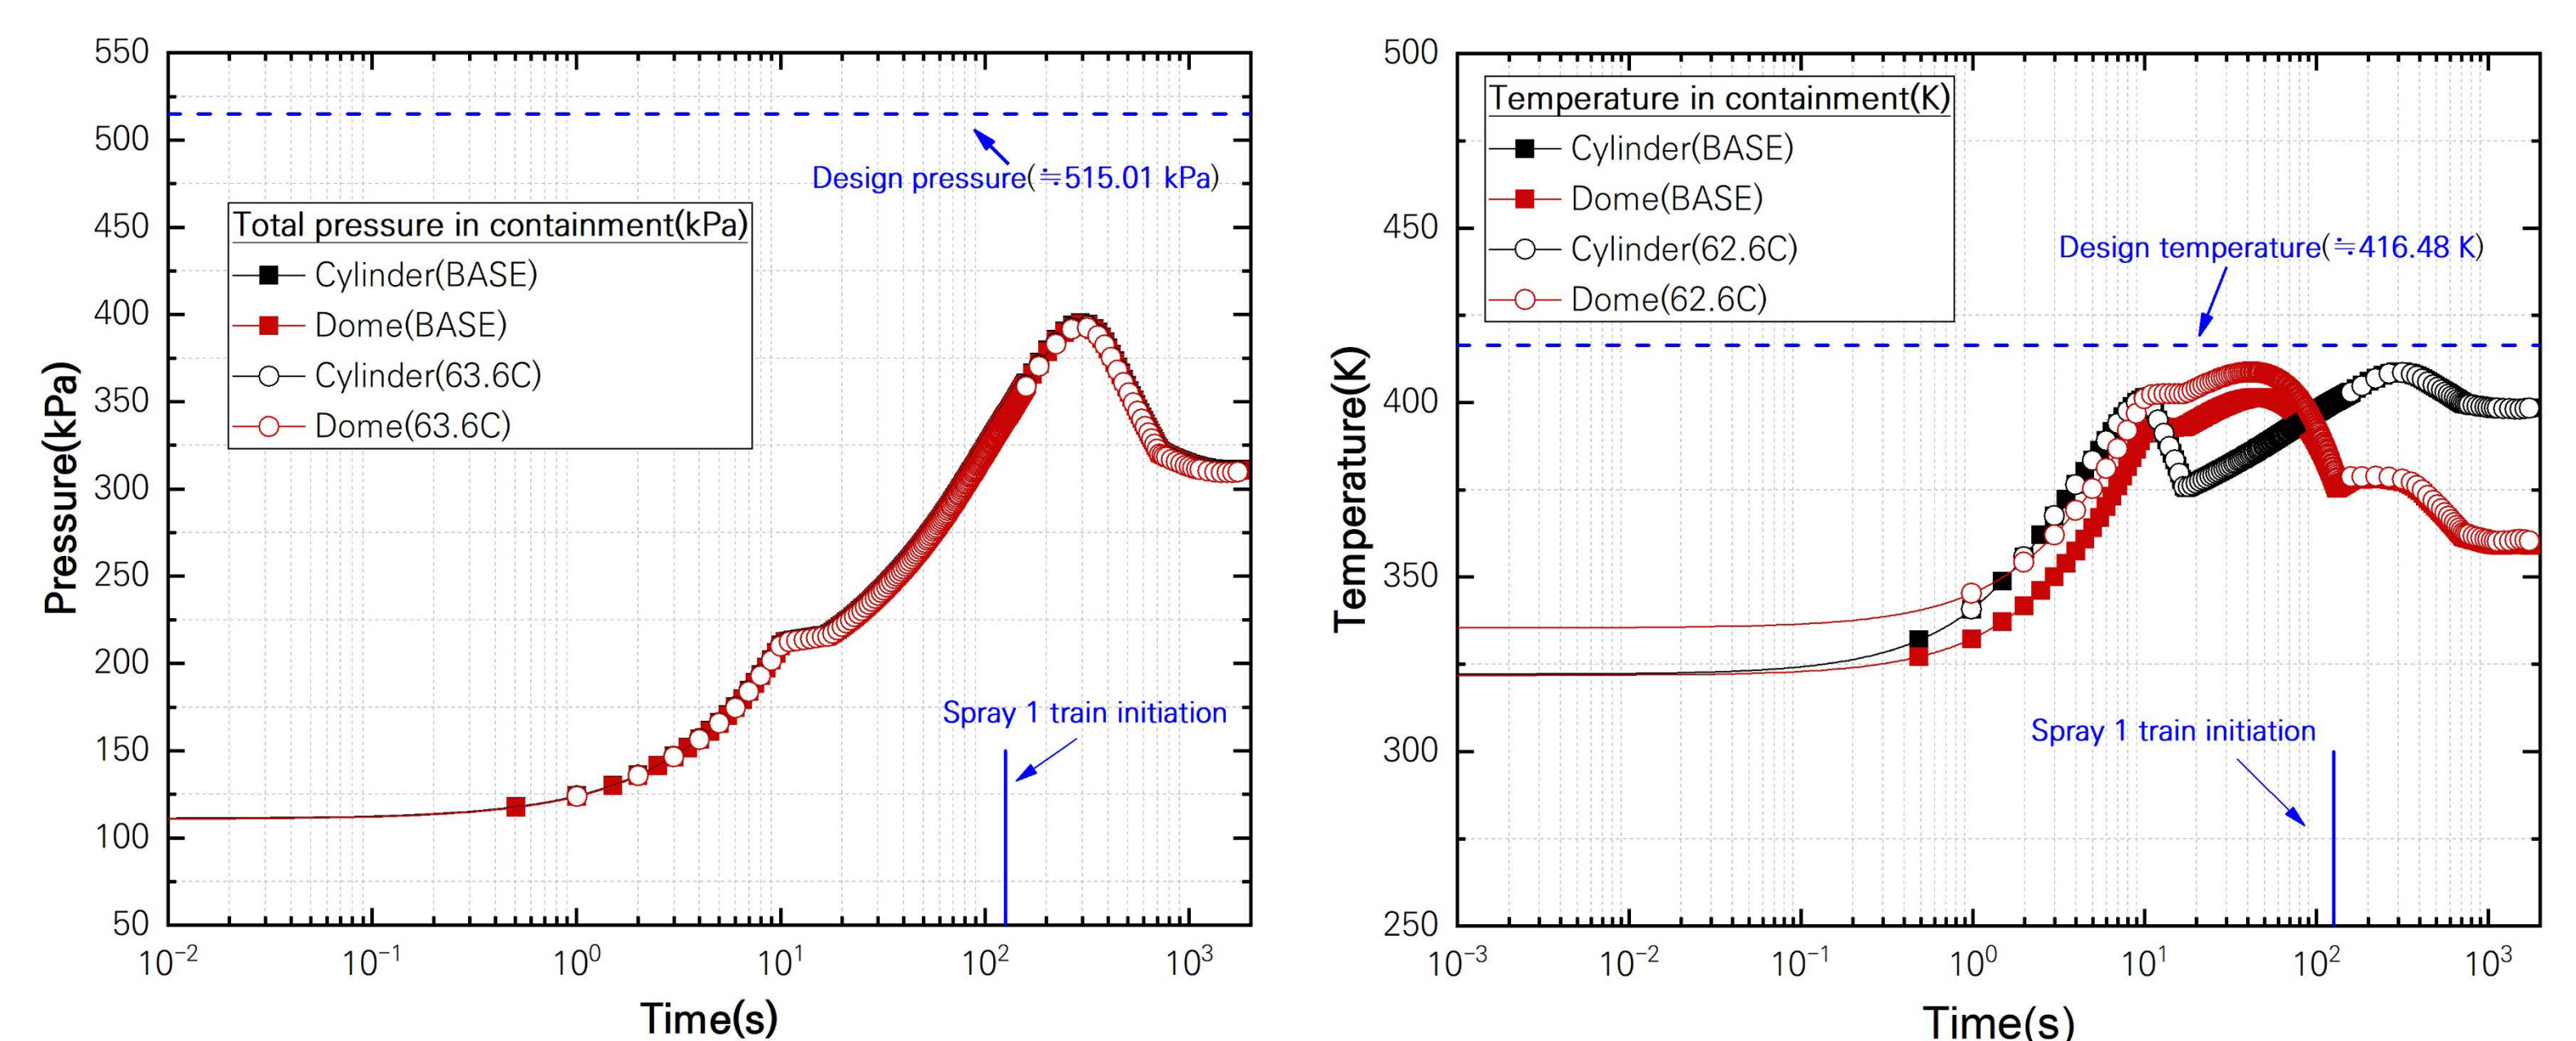 550
500
450
400
350
300
250
200
150
100
50
Pressure(kPa)
Design pressure(≒515.01 kPa)
Total pressure in containment(kPa)
Cylinder(BASE)
Dome(BASE)
Cylinder(63.6C)
Dome(63.6C)
Spray 1 train initiation
10⁻² 10⁻¹ 10⁰ 10¹ 10² 10³
Time(s)
500
450
400
350
300
250
Temperature(K)
Temperature in containment(K)
Cylinder(BASE)
Dome(BASE)
Cylinder(62.6C)
Dome(62.6C)
Design temperature(≒416.48 K)
Spray 1 train initiation
10⁻³ 10⁻² 10⁻¹ 10⁰ 10¹ 10² 10³
Time(s)